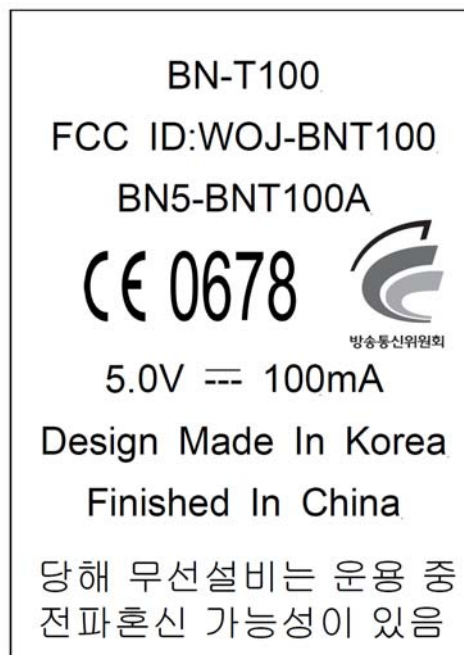 BN-T100
FCC ID:WOJ-BNT100
BN5-BNT100A
CE 0678
방송통신위원회
5.0V ⎓ 100mA
Design Made In Korea
Finished In China
당해 무선설비는 운용 중
전파혼신 가능성이 있음